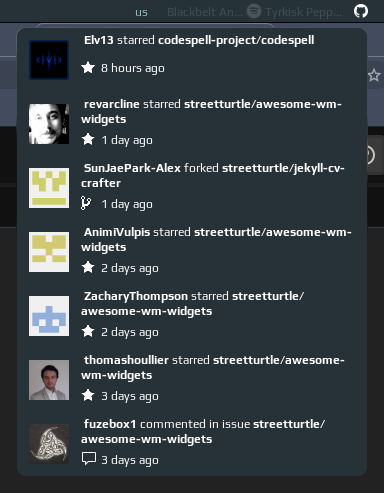 us Blackbelt An... Tyrkisk Pepp...
Elv13 starred codespell-project/codespell
8 hours ago
revarcline starred streetturtle/awesome-wm-
widgets
1 day ago
SunJaePark-Alex forked streetturtle/jekyll-cv-
crafter
1 day ago
AnimiVulpis starred streetturtle/awesome-wm-
widgets
2 days ago
ZacharyThompson starred streetturtle/
awesome-wm-widgets
2 days ago
thomashoullier starred streetturtle/awesome-
wm-widgets
3 days ago
fuzebox1 commented in issue streetturtle/
awesome-wm-widgets
3 days ago